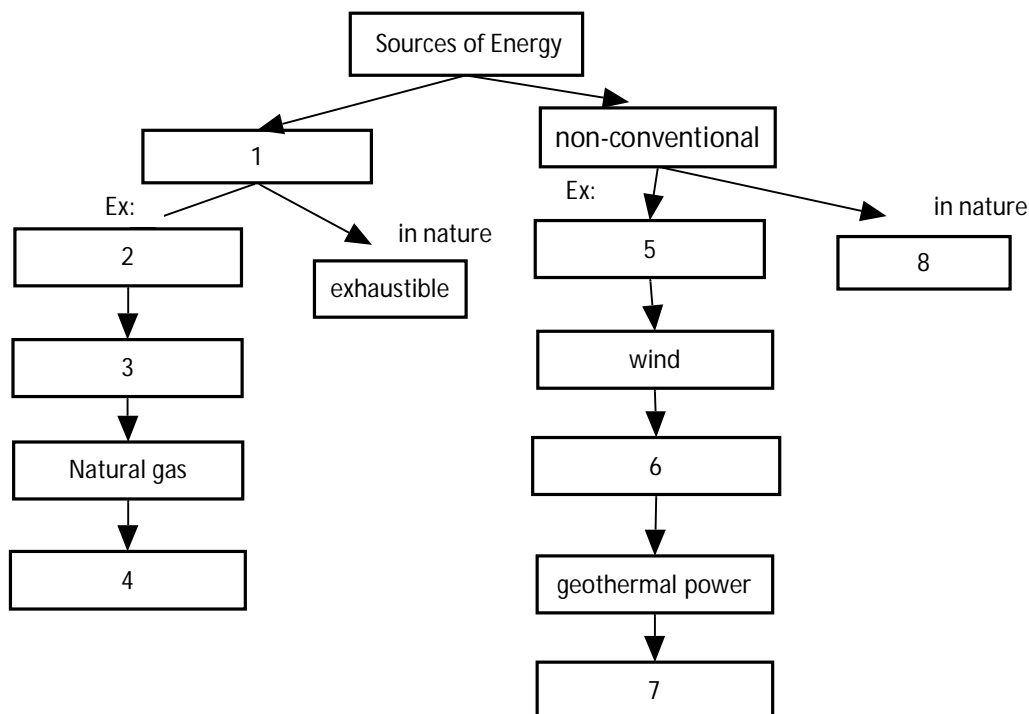 Sources of Energy
1
non-conventional
Ex:
in nature
2
exhaustible
3
Natural gas
4
Ex:
in nature
5
8
wind
6
geothermal power
7